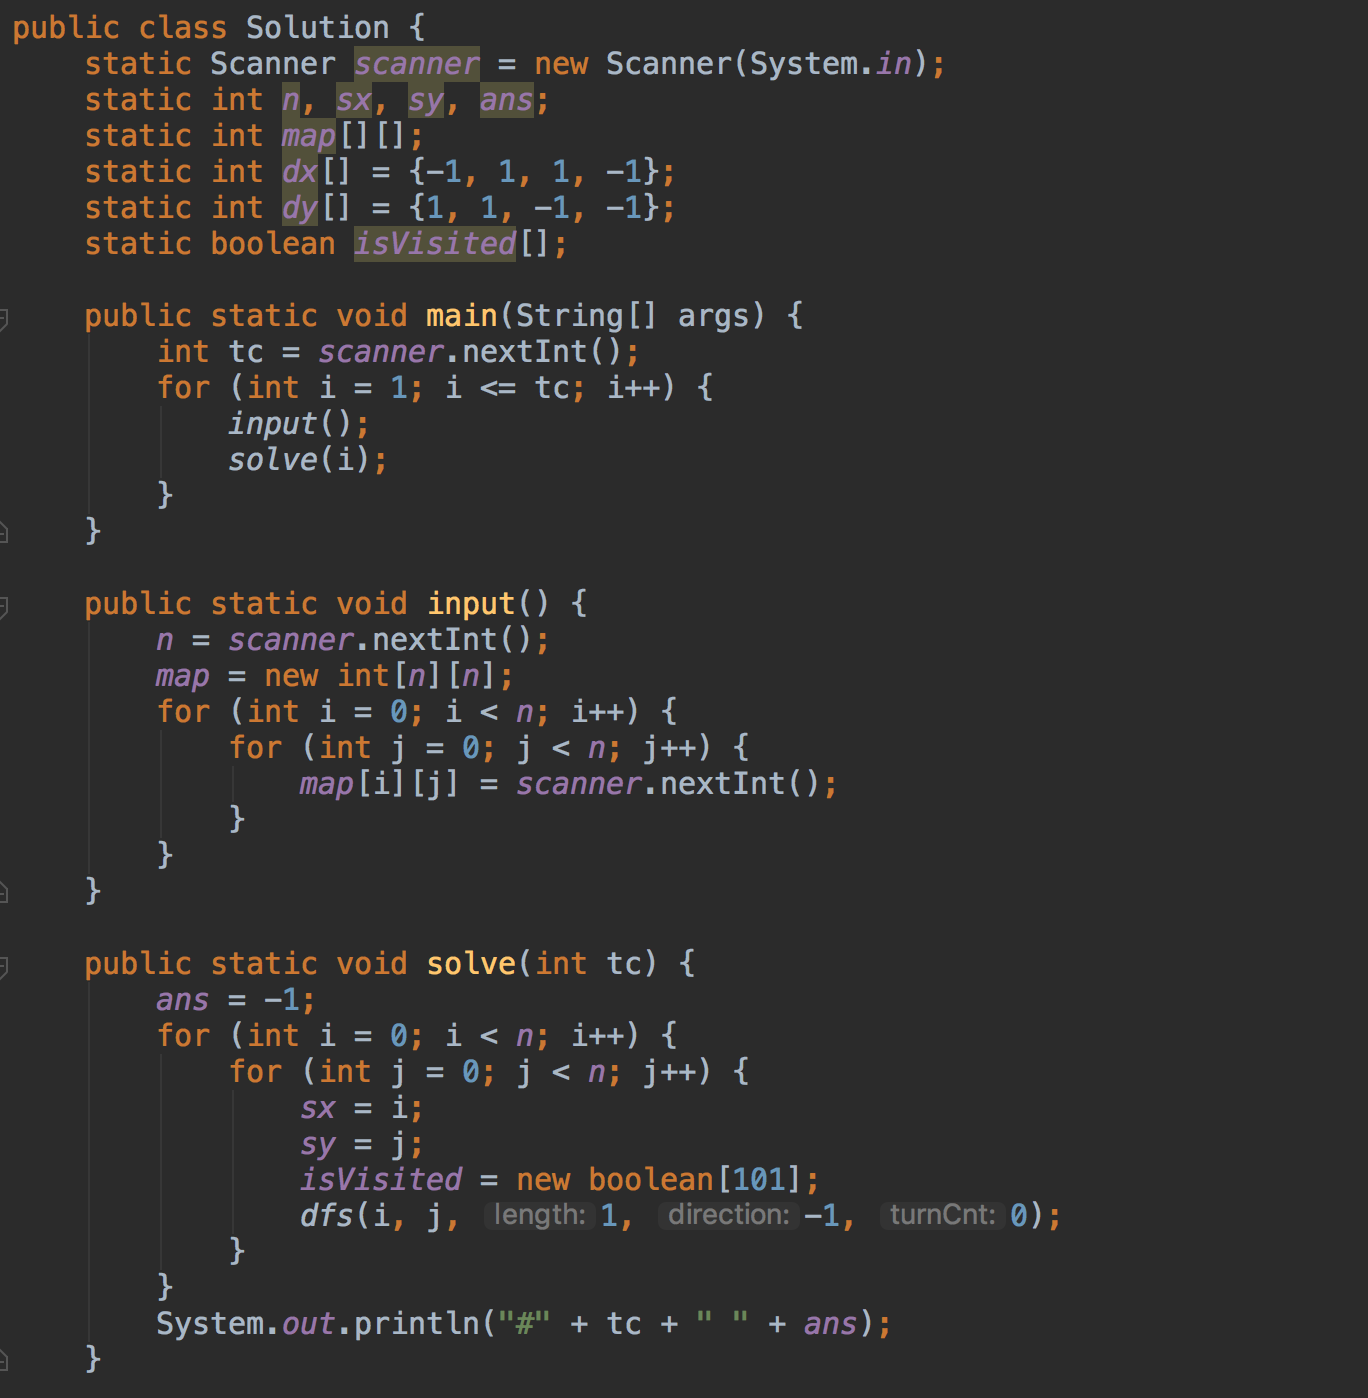 public class Solution {
    static Scanner scanner = new Scanner(System.in);
    static int n, sx, sy, ans;
    static int map[][];
    static int dx[] = {-1, 1, 1, -1};
    static int dy[] = {1, 1, -1, -1};
    static boolean isVisited[];

    public static void main(String[] args) {
        int tc = scanner.nextInt();
        for (int i = 1; i <= tc; i++) {
            input();
            solve(i);
        }
    }

    public static void input() {
        n = scanner.nextInt();
        map = new int[n][n];
        for (int i = 0; i < n; i++) {
            for (int j = 0; j < n; j++) {
                map[i][j] = scanner.nextInt();
            }
        }
    }

    public static void solve(int tc) {
        ans = -1;
        for (int i = 0; i < n; i++) {
            for (int j = 0; j < n; j++) {
                sx = i;
                sy = j;
                isVisited = new boolean[101];
                dfs(i, j, length: 1, direction: -1, turnCnt: 0);
            }
        }
        System.out.println("#" + tc + " " + ans);
    }